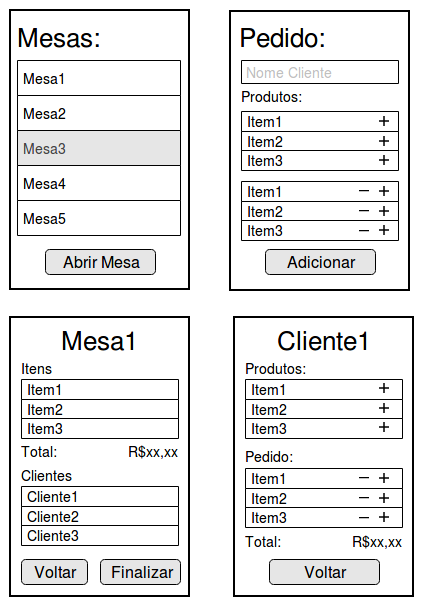 Mesas:
Mesa1
Mesa2
Mesa3
Mesa4
Mesa5
Abrir Mesa
Pedido:
Nome Cliente
Produtos:
Item1 +
Item2 +
Item3 +
Item1 − +
Item2 − +
Item3 − +
Adicionar
Mesa1
Itens
Item1
Item2
Item3
Total: R$xx,xx
Clientes
Cliente1
Cliente2
Cliente3
Voltar Finalizar
Cliente1
Produtos:
Item1 +
Item2 +
Item3 +
Pedido:
Item1 − +
Item2 − +
Item3 − +
Total: R$xx,xx
Voltar